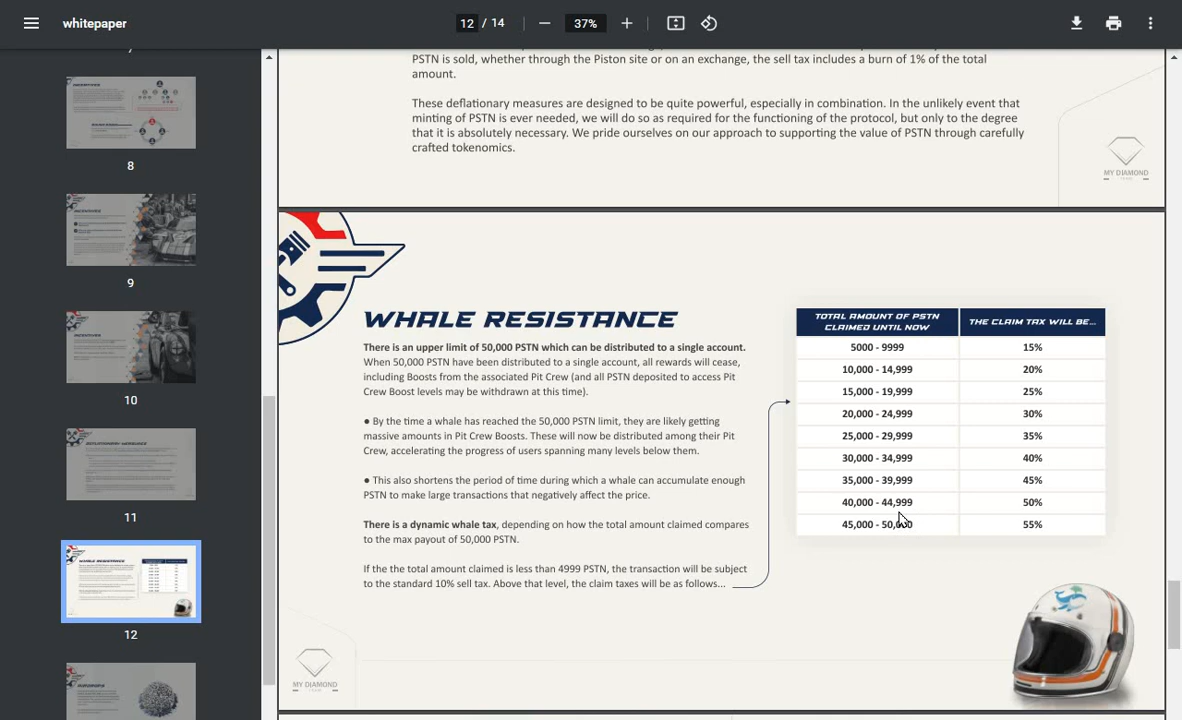 whitepaper
12 / 14
37%
8
9
10
11
12
PSTN is sold, whether through the Piston site or on an exchange, the sell tax includes a burn of 1% of the total
amount.
These deflationary measures are designed to be quite powerful, especially in combination. In the unlikely event that
minting of PSTN is ever needed, we will do so as required for the functioning of the protocol, but only to the degree
that it is absolutely necessary. We pride ourselves on our approach to supporting the value of PSTN through carefully
crafted tokenomics.
MY DIAMOND
WHALE RESISTANCE
There is an upper limit of 50,000 PSTN which can be distributed to a single account.
When 50,000 PSTN have been distributed to a single account, all rewards will cease,
including Boosts from the associated Pit Crew (and all PSTN deposited to access Pit
Crew Boost levels may be withdrawn at this time).
● By the time a whale has reached the 50,000 PSTN limit, they are likely getting
massive amounts in Pit Crew Boosts. These will now be distributed among their Pit
Crew, accelerating the progress of users spanning many levels below them.
● This also shortens the period of time during which a whale can accumulate enough
PSTN to make large transactions that negatively affect the price.
There is a dynamic whale tax, depending on how the total amount claimed compares
to the max payout of 50,000 PSTN.
If the the total amount claimed is less than 4999 PSTN, the transaction will be subject
to the standard 10% sell tax. Above that level, the claim taxes will be as follows...
TOTAL AMOUNT OF PSTN CLAIMED UNTIL NOW THE CLAIM TAX WILL BE...
5000 - 9999 15%
10,000 - 14,999 20%
15,000 - 19,999 25%
20,000 - 24,999 30%
25,000 - 29,999 35%
30,000 - 34,999 40%
35,000 - 39,999 45%
40,000 - 44,999 50%
45,000 - 50,000 55%
MY DIAMOND